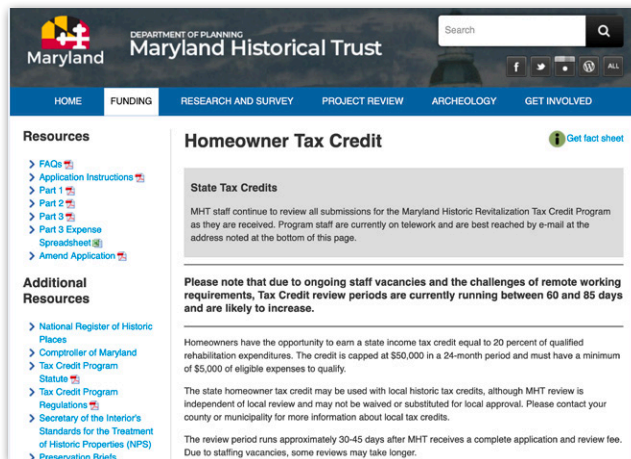 Maryland
DEPARTMENT OF PLANNING
Maryland Historical Trust
Search
ALL
HOME
FUNDING
RESEARCH AND SURVEY
PROJECT REVIEW
ARCHEOLOGY
GET INVOLVED
Resources
FAQs
Application Instructions
Part 1
Part 2
Part 3
Part 3 Expense
Spreadsheet
Amend Application
Additional
Resources
National Register of Historic
Places
Comptroller of Maryland
Tax Credit Program
Statute
Tax Credit Program
Regulations
Secretary of the Interior's
Standards for the Treatment
of Historic Properties (NPS)
Preservation Briefs
Homeowner Tax Credit
Get fact sheet
State Tax Credits
MHT staff continue to review all submissions for the Maryland Historic Revitalization Tax Credit Program
as they are received. Program staff are currently on telework and are best reached by e-mail at the
address noted at the bottom of this page.
Please note that due to ongoing staff vacancies and the challenges of remote working
requirements, Tax Credit review periods are currently running between 60 and 85 days
and are likely to increase.
Homeowners have the opportunity to earn a state income tax credit equal to 20 percent of qualified
rehabilitation expenditures. The credit is capped at $50,000 in a 24-month period and must have a minimum
of $5,000 of eligible expenses to qualify.
The state homeowner tax credit may be used with local historic tax credits, although MHT review is
independent of local review and may not be waived or substituted for local approval. Please contact your
county or municipality for more information about local tax credits.
The review period runs approximately 30-45 days after MHT receives a complete application and review fee.
Due to staffing vacancies, some reviews may take longer.